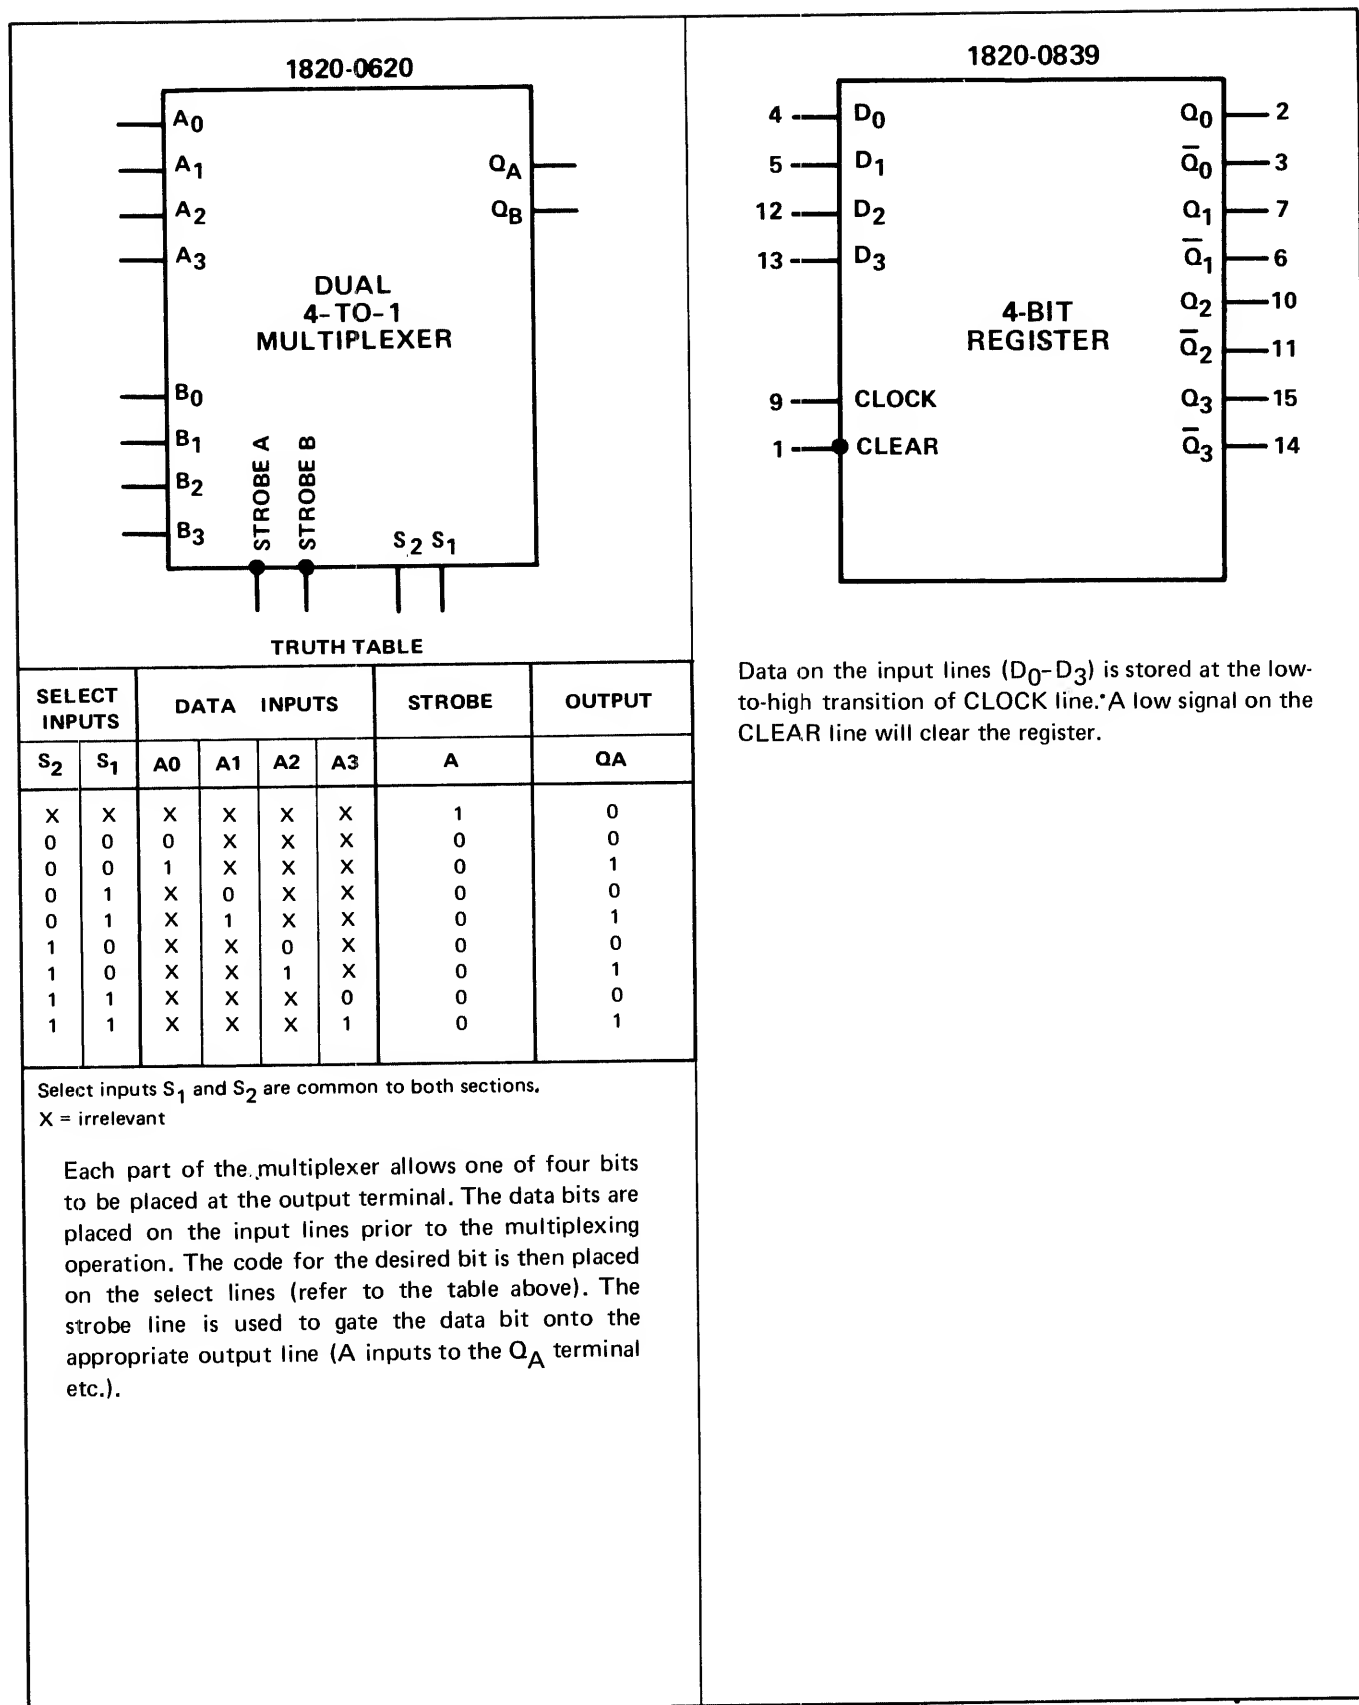 1820-0620
A0
A1
A2
A3
QA
QB
DUAL
4-TO-1
MULTIPLEXER
B0
B1
B2
B3
STROBE A
STROBE B
S2 S1
TRUTH TABLE
SELECT INPUTS DATA INPUTS STROBE OUTPUT
S2 S1 A0 A1 A2 A3 A QA
X X X X X X 1 0
0 0 0 X X X 0 0
0 0 1 X X X 0 1
0 1 X 0 X X 0 0
0 1 X 1 X X 0 1
1 0 X X 0 X 0 0
1 0 X X 1 X 0 1
1 1 X X X 0 0 0
1 1 X X X 1 0 1
Select inputs S1 and S2 are common to both sections.
X = irrelevant
Each part of the multiplexer allows one of four bits
to be placed at the output terminal. The data bits are
placed on the input lines prior to the multiplexing
operation. The code for the desired bit is then placed
on the select lines (refer to the table above). The
strobe line is used to gate the data bit onto the
appropriate output line (A inputs to the QA terminal
etc.).
1820-0839
4 D0 Q0 2
5 D1 Q̅0 3
12 D2 Q1 7
13 D3 Q̅1 6
4-BIT
REGISTER
Q2 10
Q̅2 11
9 CLOCK Q3 15
1 CLEAR Q̅3 14
Data on the input lines (D0-D3) is stored at the low-
to-high transition of CLOCK line. A low signal on the
CLEAR line will clear the register.